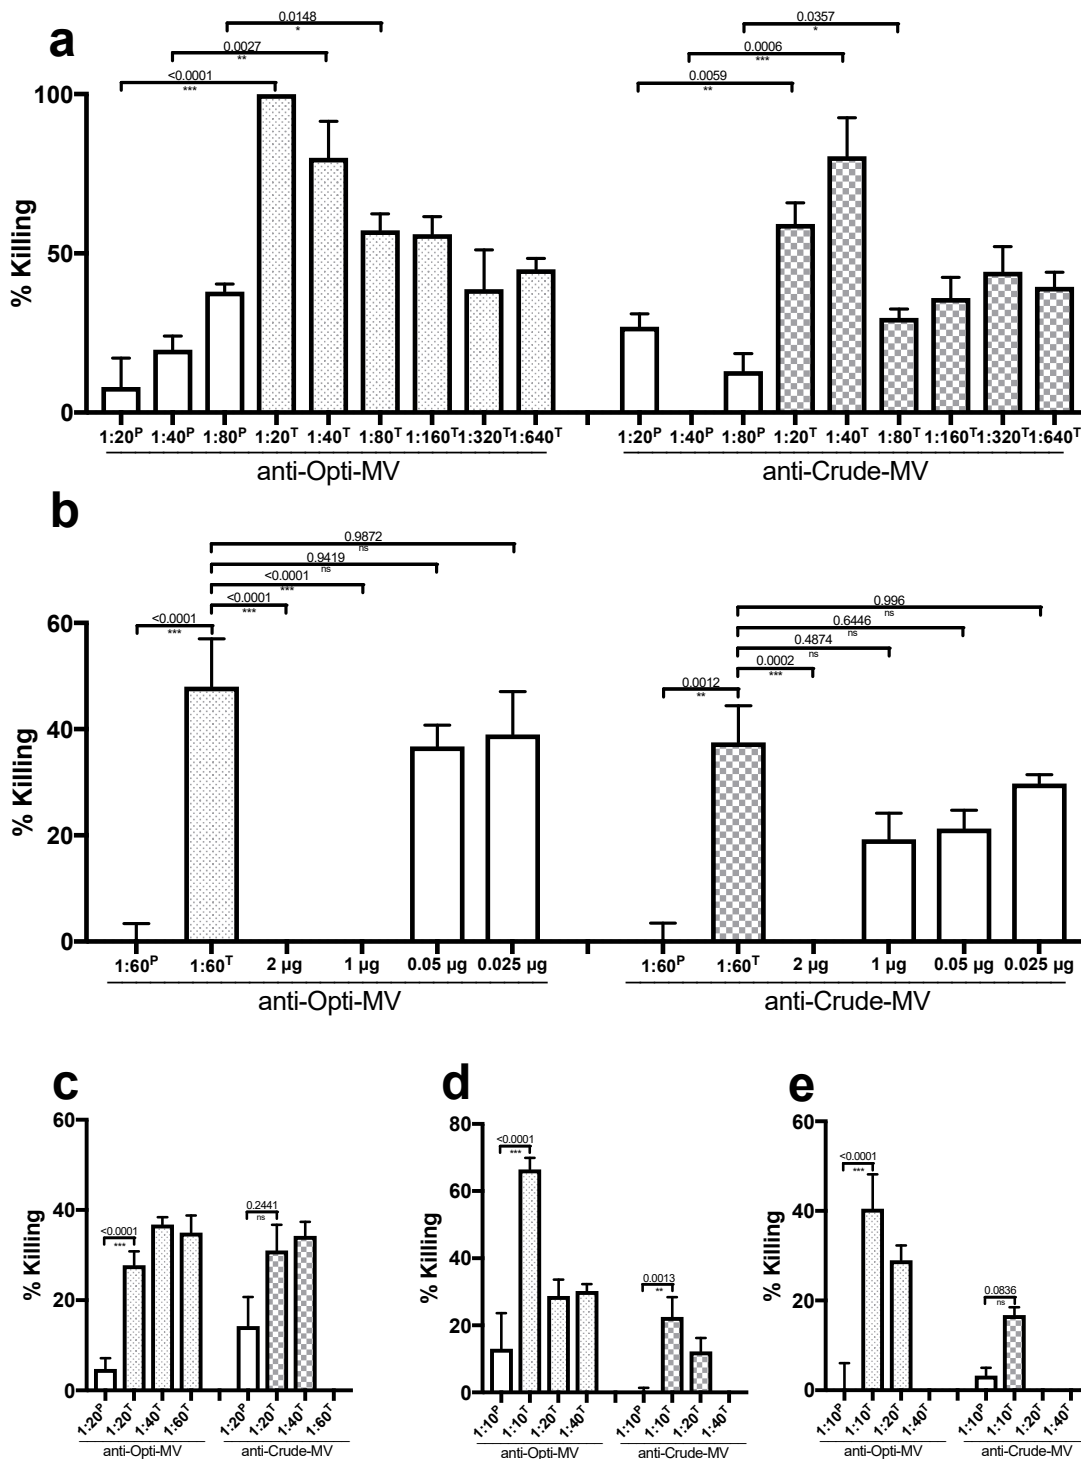 a
0.0148
*
0.0357
*
0.0027
**
0.0006
***
<0.0001
***
0.0059
**
100
50
0
% Killing
1:20P 1:40P 1:80P 1:20T 1:40T 1:80T 1:160T 1:320T 1:640T 1:20P 1:40P 1:80P 1:20T 1:40T 1:80T 1:160T 1:320T 1:640T
anti-Opti-MV anti-Crude-MV
b
0.9872
ns
0.9419
ns
<0.0001
***
<0.0001
***
<0.0001
***
0.996
ns
0.6446
ns
0.4874
ns
0.0002
***
0.0012
**
60
40
20
0
% Killing
1:60P 1:60T 2 µg 1 µg 0.05 µg 0.025 µg 1:60P 1:60T 2 µg 1 µg 0.05 µg 0.025 µg
anti-Opti-MV anti-Crude-MV
c
60
40
20
0
% Killing
<0.0001
***
0.2441
ns
1:20P 1:20T 1:40T 1:60T 1:20P 1:20T 1:40T 1:60T
anti-Opti-MV anti-Crude-MV
d
80
60
40
20
0
% Killing
<0.0001
***
0.0013
**
1:10P 1:10T 1:20T 1:40T 1:10P 1:10T 1:20T 1:40T
anti-Opti-MV anti-Crude-MV
e
60
40
20
0
% Killing
<0.0001
***
0.0836
ns
1:10P 1:10T 1:20T 1:40T 1:10P 1:10T 1:20T 1:40T
anti-Opti-MV anti-Crude-MV